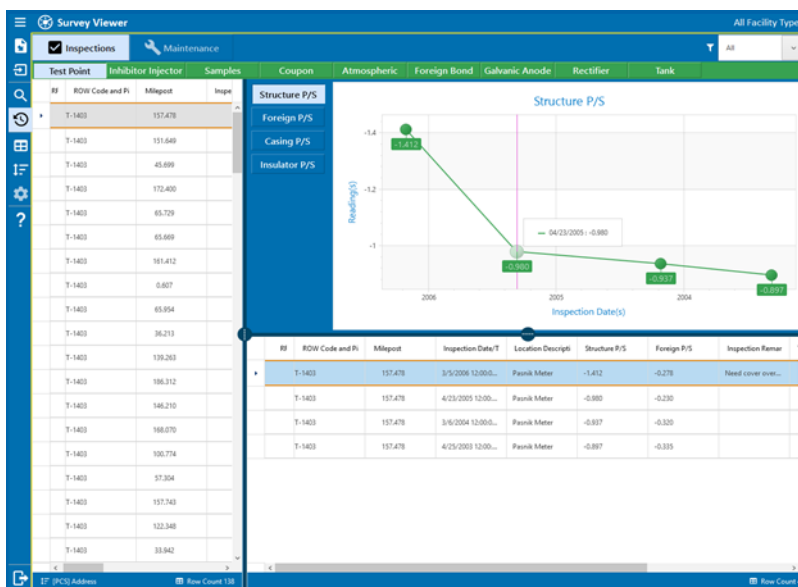 Survey Viewer
All Facility Type
Inspections Maintenance All
Test Point Inhibitor Injector Samples Coupon Atmospheric Foreign Bond Galvanic Anode Rectifier Tank
RF ROW Code and Pi Milepost Inspe
T-1403 157.478
T-1403 151.649
T-1403 45.699
T-1403 172.400
T-1403 65.729
T-1403 65.669
T-1403 161.412
T-1403 0.607
T-1403 65.954
T-1403 36.213
T-1403 139.263
T-1403 186.312
T-1403 146.210
T-1403 168.070
T-1403 100.774
T-1403 57.304
T-1403 157.743
T-1403 122.348
T-1403 33.942
[PCS] Address Row Count 138
Structure P/S
Foreign P/S
Casing P/S
Insulator P/S
Structure P/S
Reading(s)
-1.4
-1.2
-1
-1.412
04/23/2005 : -0.980
-0.980
-0.937
-0.897
2006 2005 2004
Inspection Date(s)
RF ROW Code and Pi Milepost Inspection Date/T Location Descripti Structure P/S Foreign P/S Inspection Remar
T-1403 157.478 3/5/2006 12:00:0... Pasnik Meter -1.412 -0.278 Need cover over...
T-1403 157.478 4/23/2005 12:00:... Pasnik Meter -0.980 -0.230
T-1403 157.478 3/6/2004 12:00:0... Pasnik Meter -0.937 -0.320
T-1403 157.478 4/25/2003 12:00:... Pasnik Meter -0.897 -0.335
Row Count